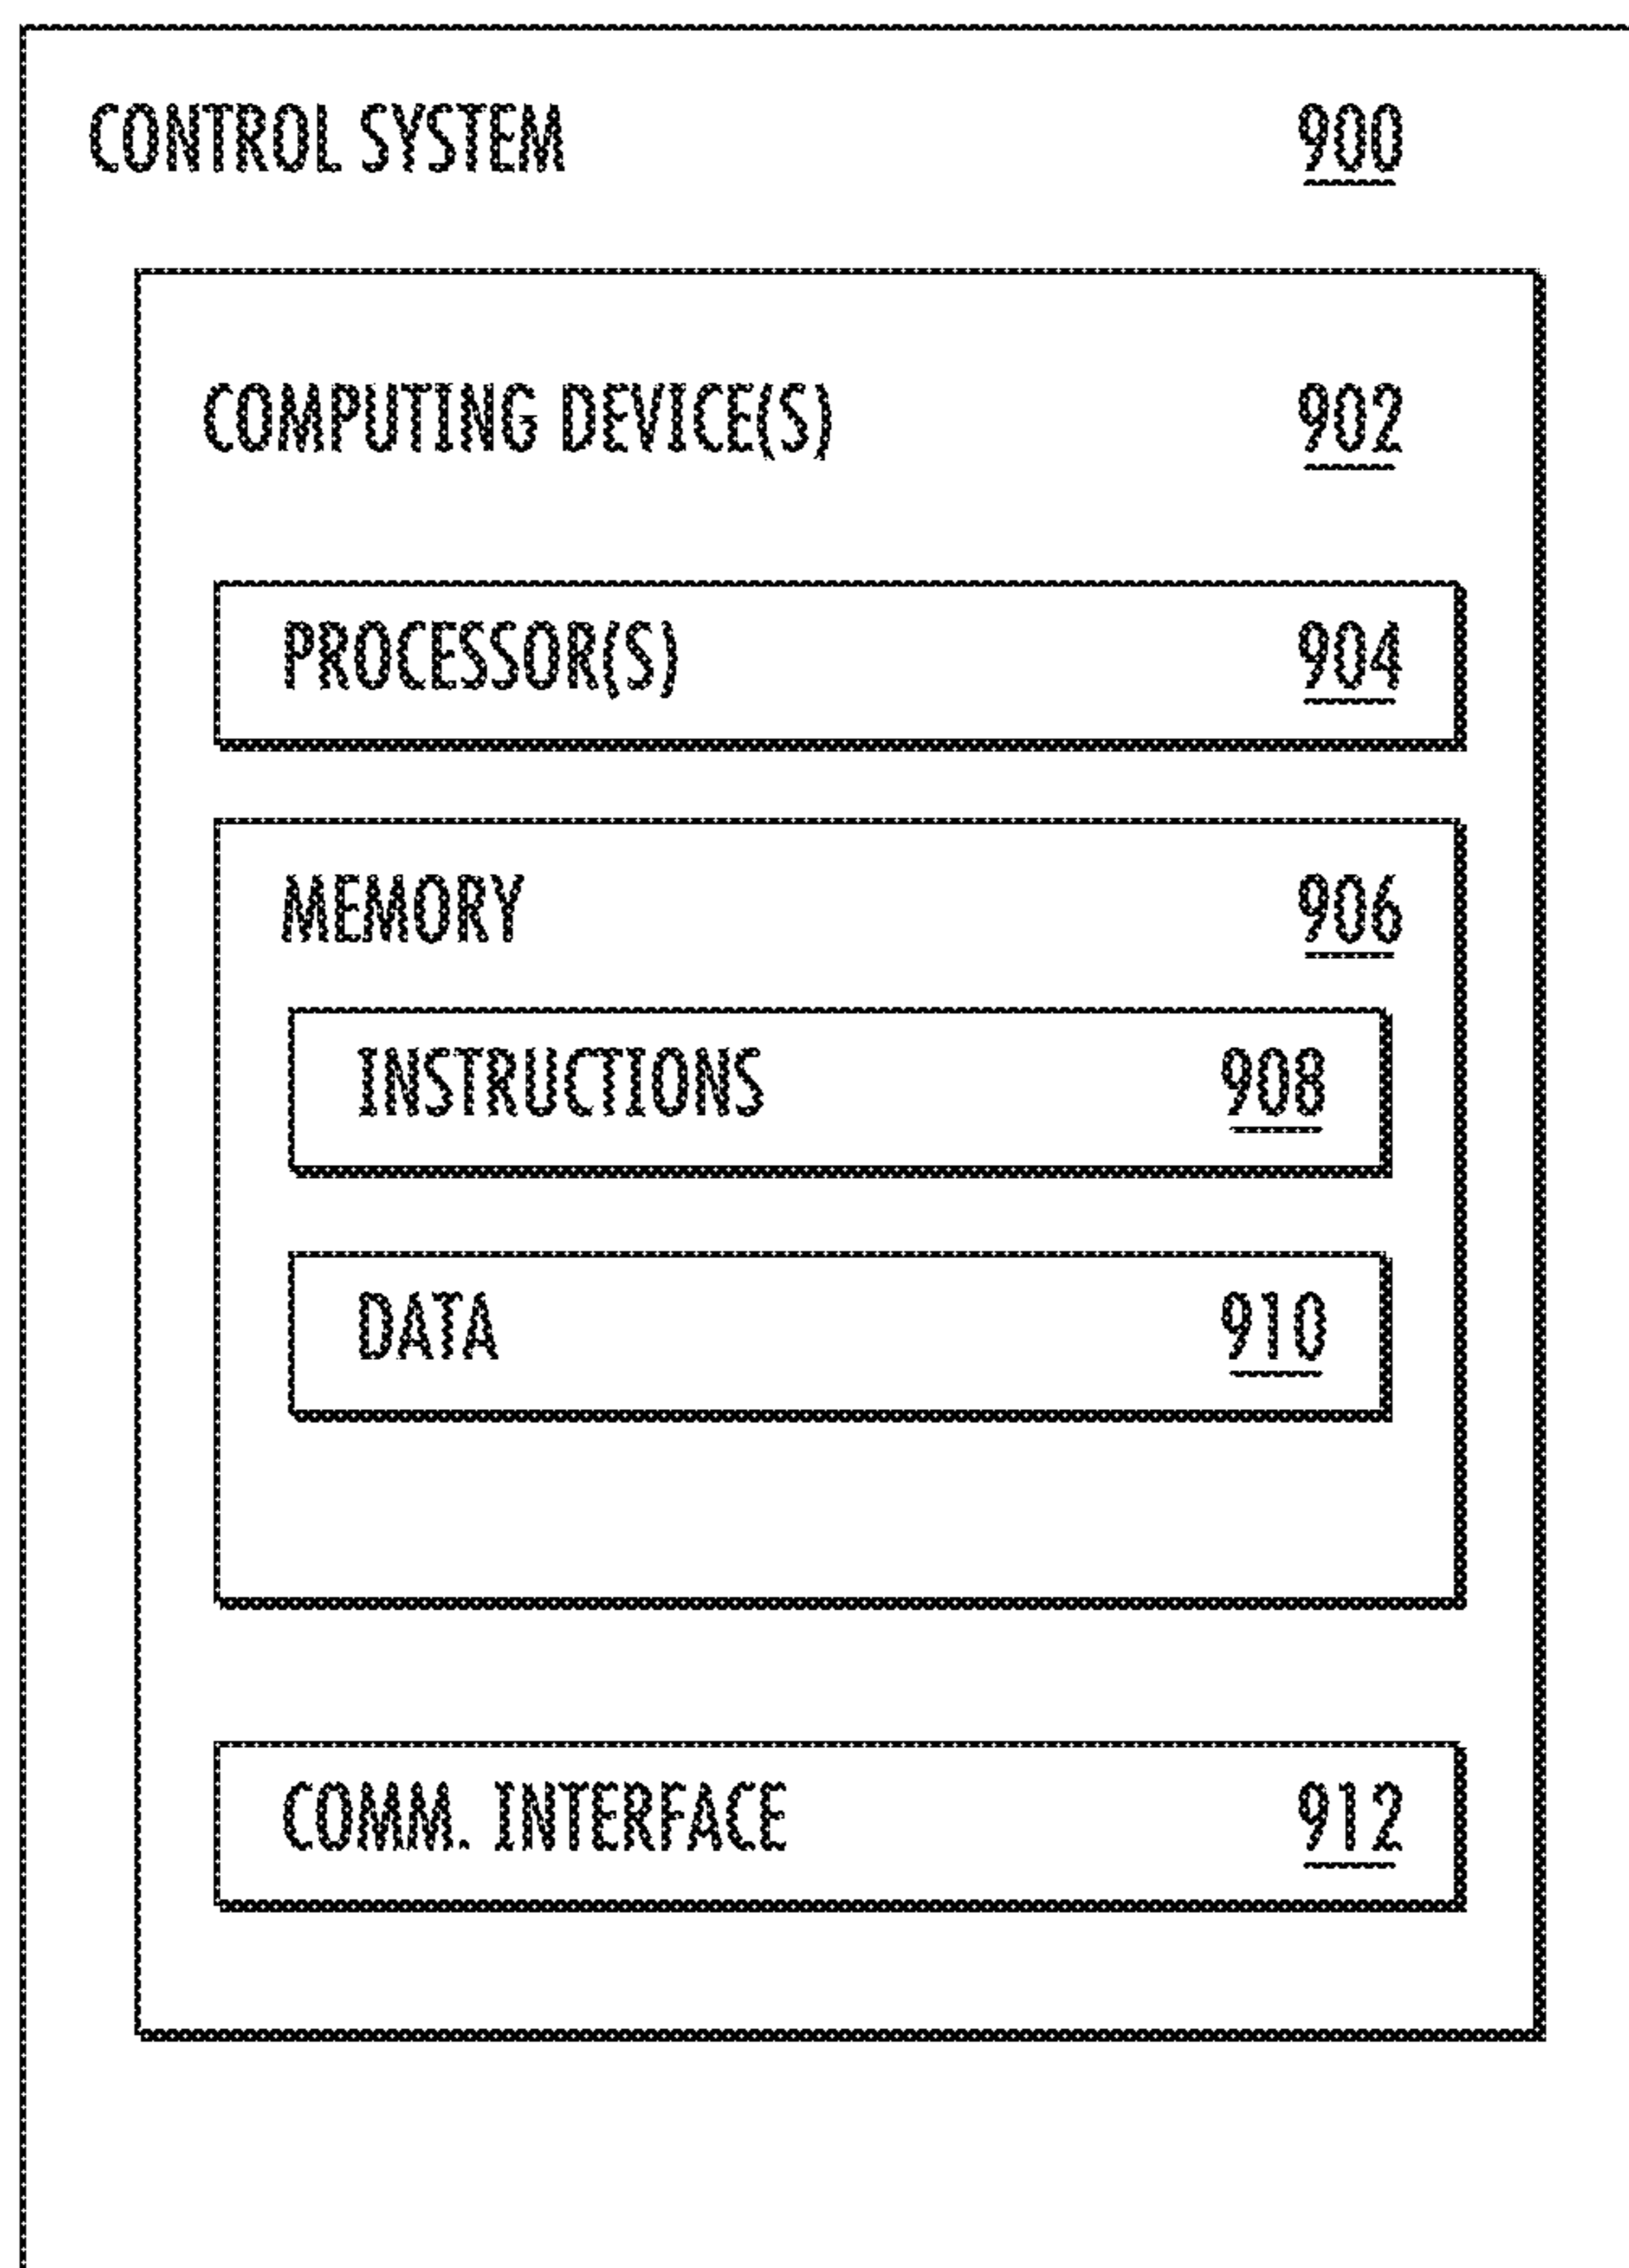 CONTROL SYSTEM 900
COMPUTING DEVICE(S) 902
PROCESSOR(S) 904
MEMORY 906
INSTRUCTIONS 908
DATA 910
COMM. INTERFACE 912